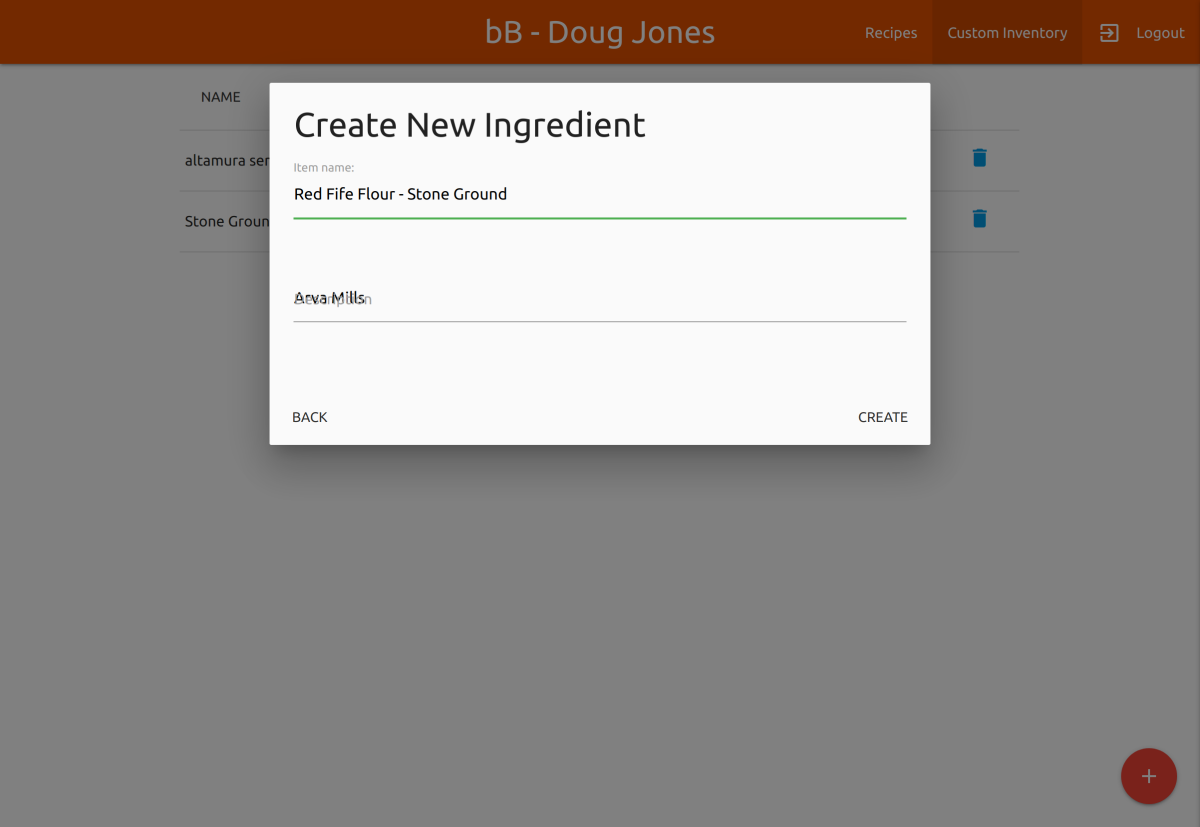 bB - Doug Jones
Recipes
Custom Inventory
Logout
NAME
altamura ser
Stone Groun
Create New Ingredient
Item name:
Red Fife Flour - Stone Ground
Arva Mills
Description
BACK
CREATE